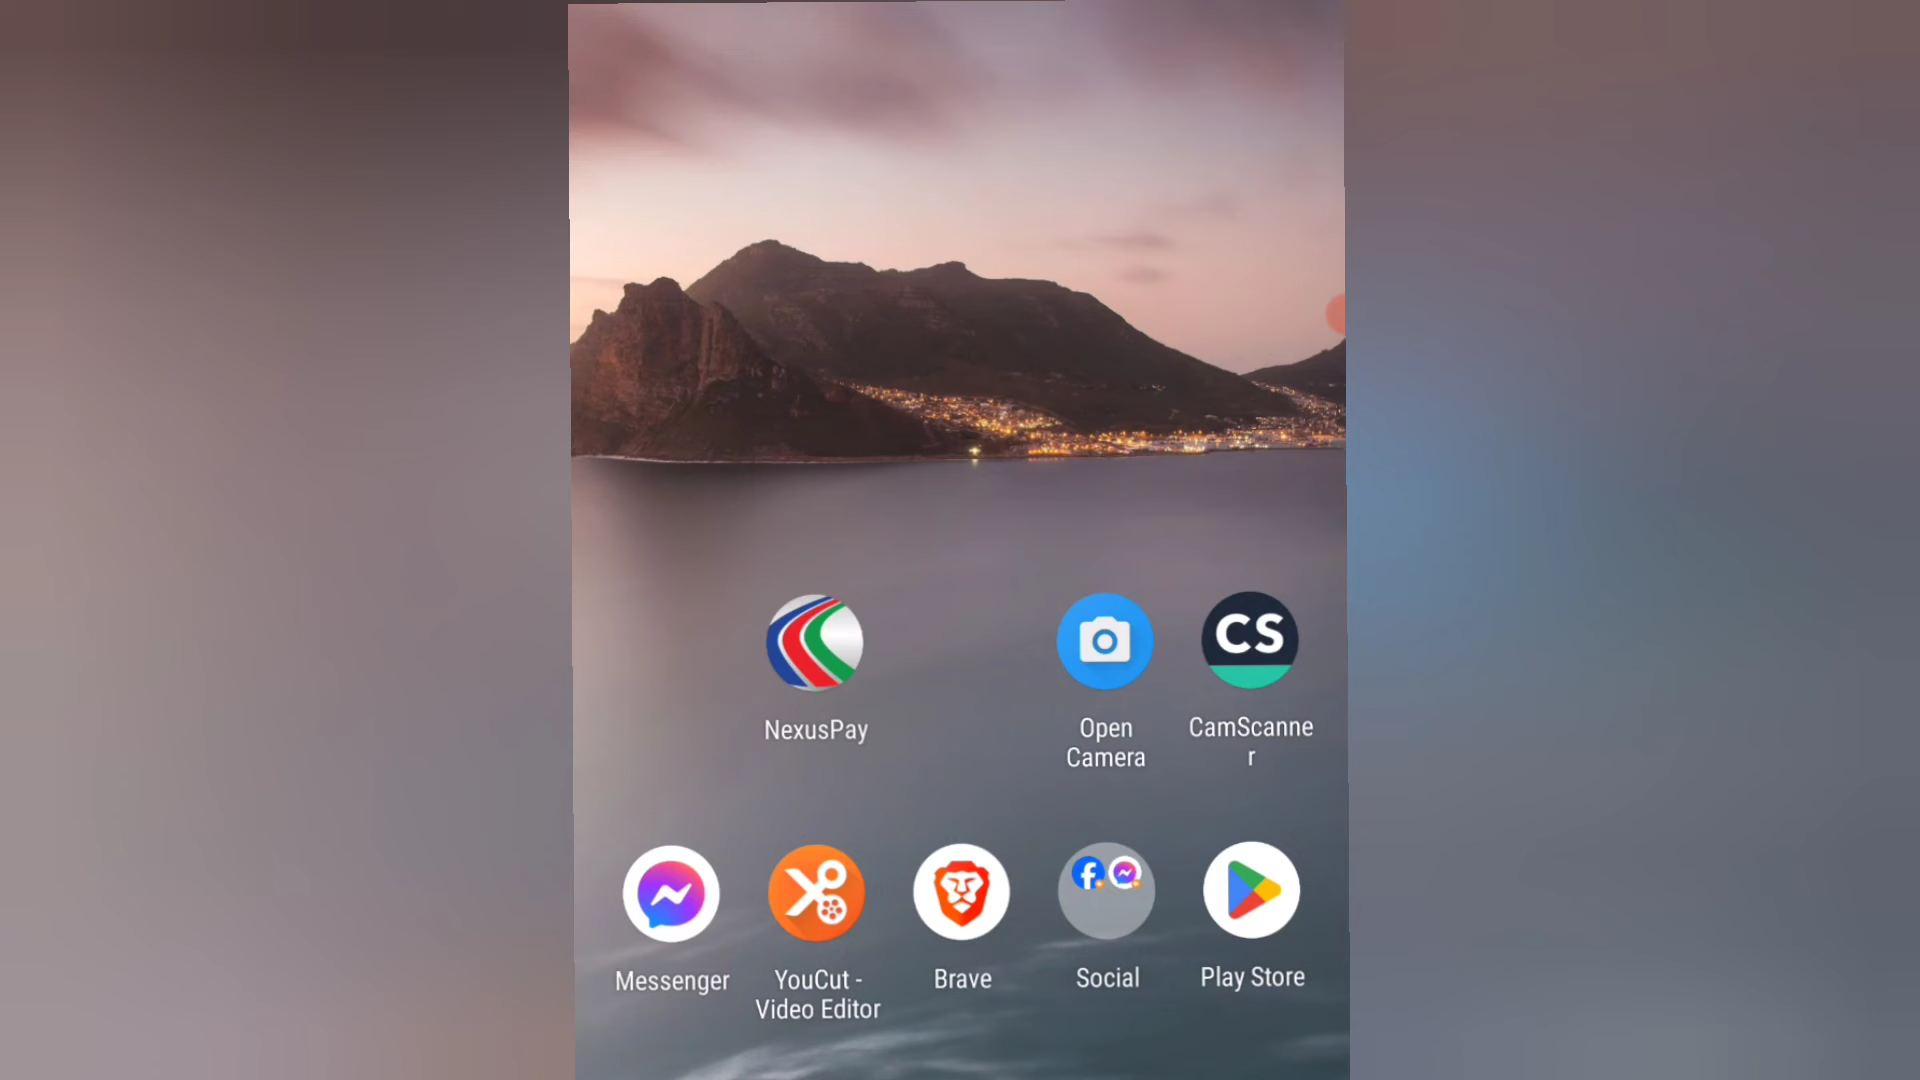 CS
NexusPay
Open
Camera
CamScanne
r
Messenger
YouCut -
Video Editor
Brave
Social
Play Store